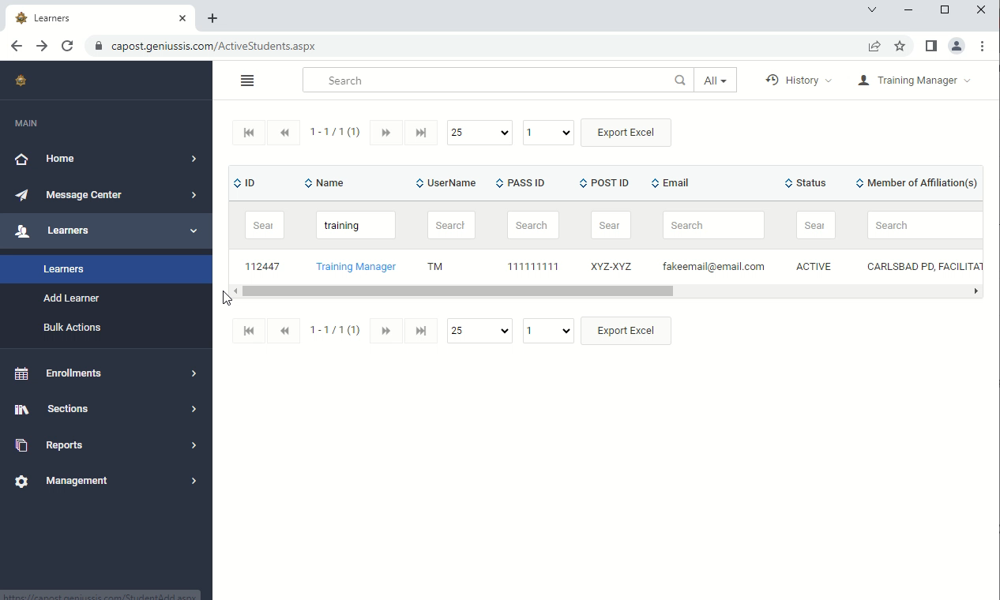 Learners
capost.geniussis.com/ActiveStudents.aspx
Search All History Training Manager
MAIN
Home
Message Center
Learners
Learners
Add Learner
Bulk Actions
Enrollments
Sections
Reports
Management
1 - 1 / 1 (1) 25 1 Export Excel
ID Name UserName PASS ID POST ID Email Status Member of Affiliation(s)
Sear training Search Search Sear Search Sear Search
112447 Training Manager TM 111111111 XYZ-XYZ fakeemail@email.com ACTIVE CARLSBAD PD, FACILITAT
1 - 1 / 1 (1) 25 1 Export Excel
https://capost.geniussis.com/StudentAdd.aspx